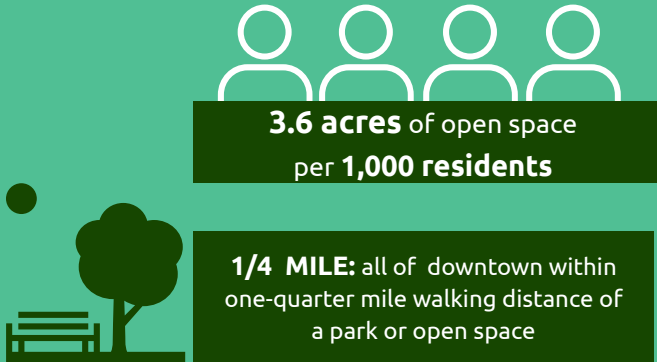 3.6 acres of open space
per 1,000 residents
1/4 MILE: all of downtown within
one-quarter mile walking distance of
a park or open space